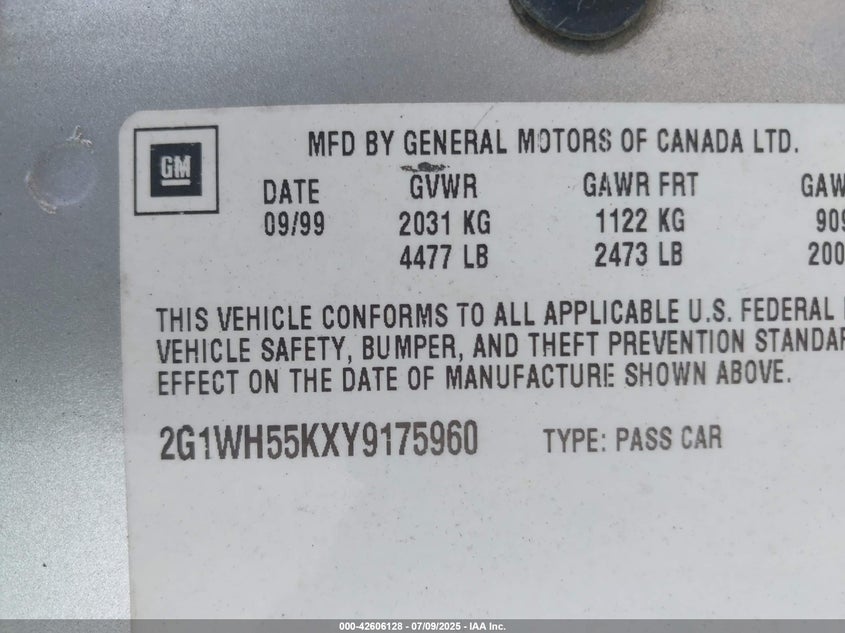 GM
MFD BY GENERAL MOTORS OF CANADA LTD.
DATE GVWR GAWR FRT
09/99 2031 KG 1122 KG
4477 LB 2473 LB
THIS VEHICLE CONFORMS TO ALL APPLICABLE U.S. FEDERAL
VEHICLE SAFETY, BUMPER, AND THEFT PREVENTION
EFFECT ON THE DATE OF MANUFACTURE SHOWN ABOVE.
2G1WH55KXY9175960 TYPE: PASS CAR
000-42606128 - 07/09/2025 - IAA Inc.